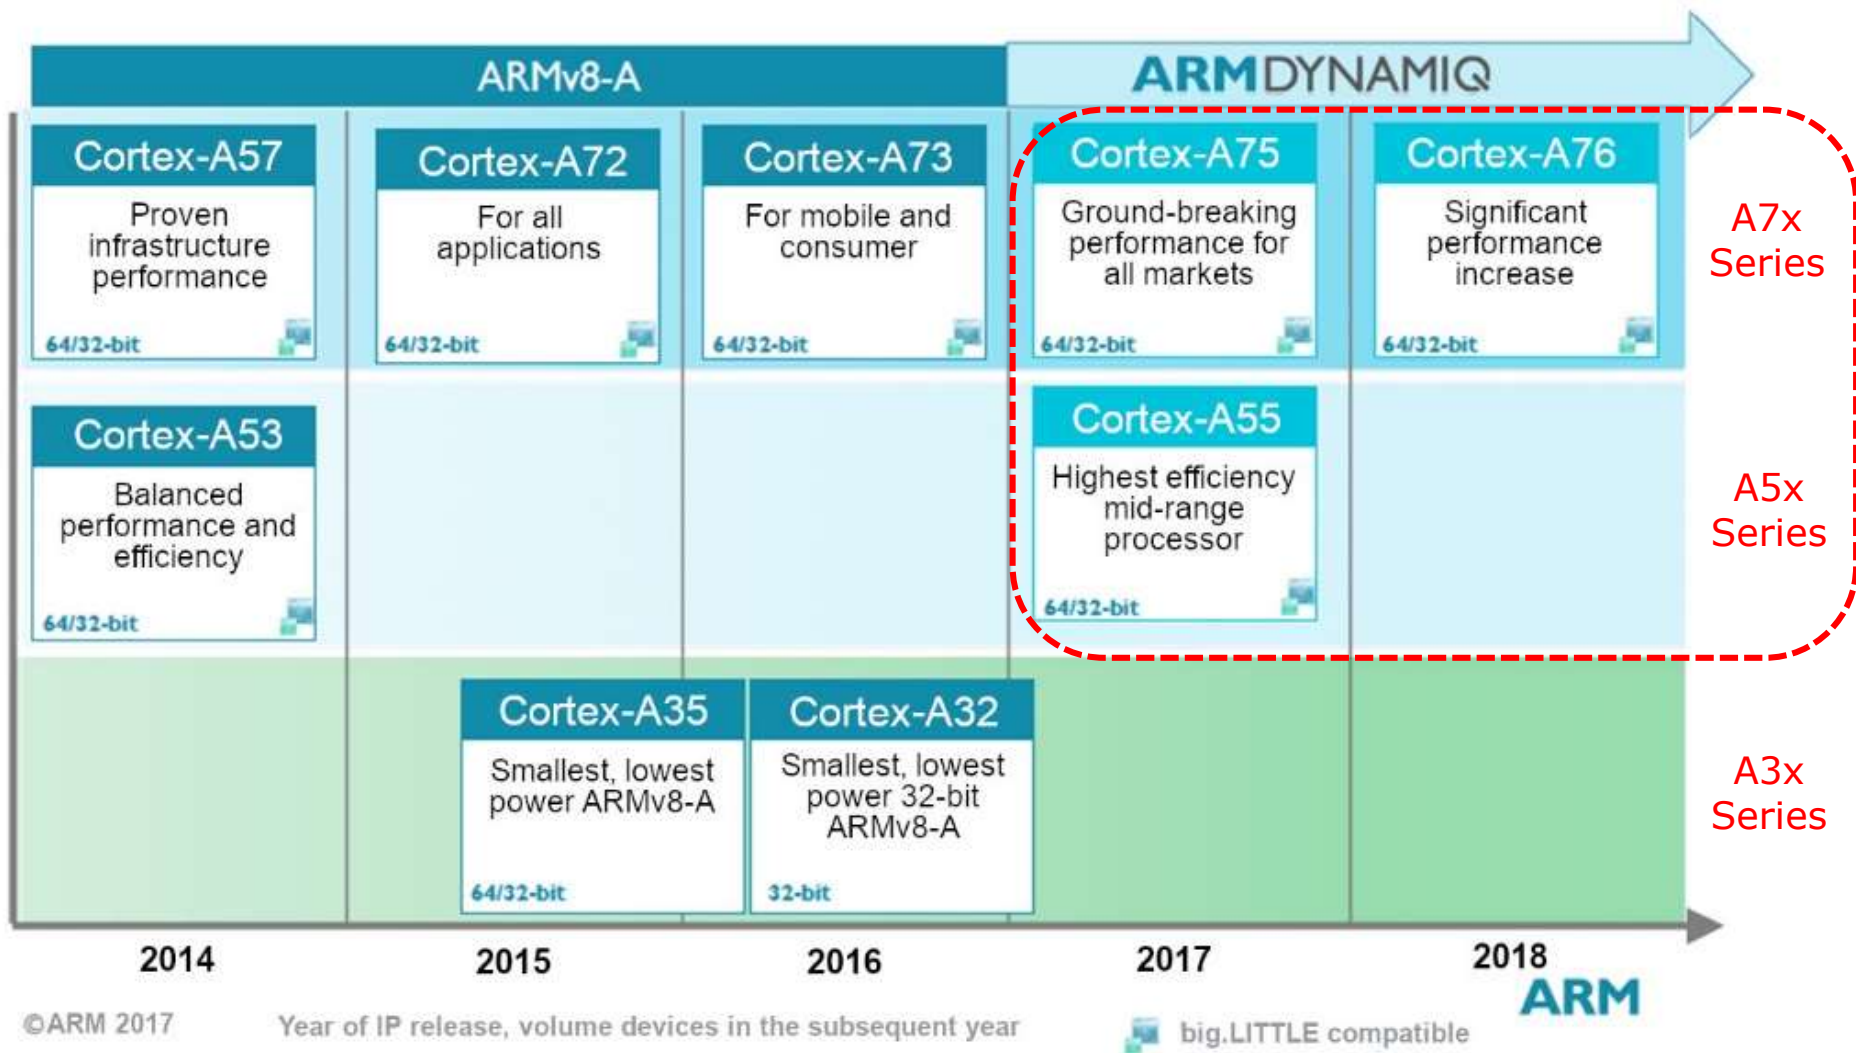 ARMv8-A
ARMDYNAMIQ
Cortex-A57
Proven
infrastructure
performance
64/32-bit
Cortex-A72
For all
applications
64/32-bit
Cortex-A73
For mobile and
consumer
64/32-bit
Cortex-A75
Ground-breaking
performance for
all markets
64/32-bit
Cortex-A76
Significant
performance
increase
64/32-bit
A7x
Series
Cortex-A53
Balanced
performance and
efficiency
64/32-bit
Cortex-A55
Highest efficiency
mid-range
processor
64/32-bit
A5x
Series
Cortex-A35
Smallest, lowest
power ARMv8-A
64/32-bit
Cortex-A32
Smallest, lowest
power 32-bit
ARMv8-A
32-bit
A3x
Series
2014
2015
2016
2017
2018
ARM
©ARM 2017
Year of IP release, volume devices in the subsequent year
big.LITTLE compatible